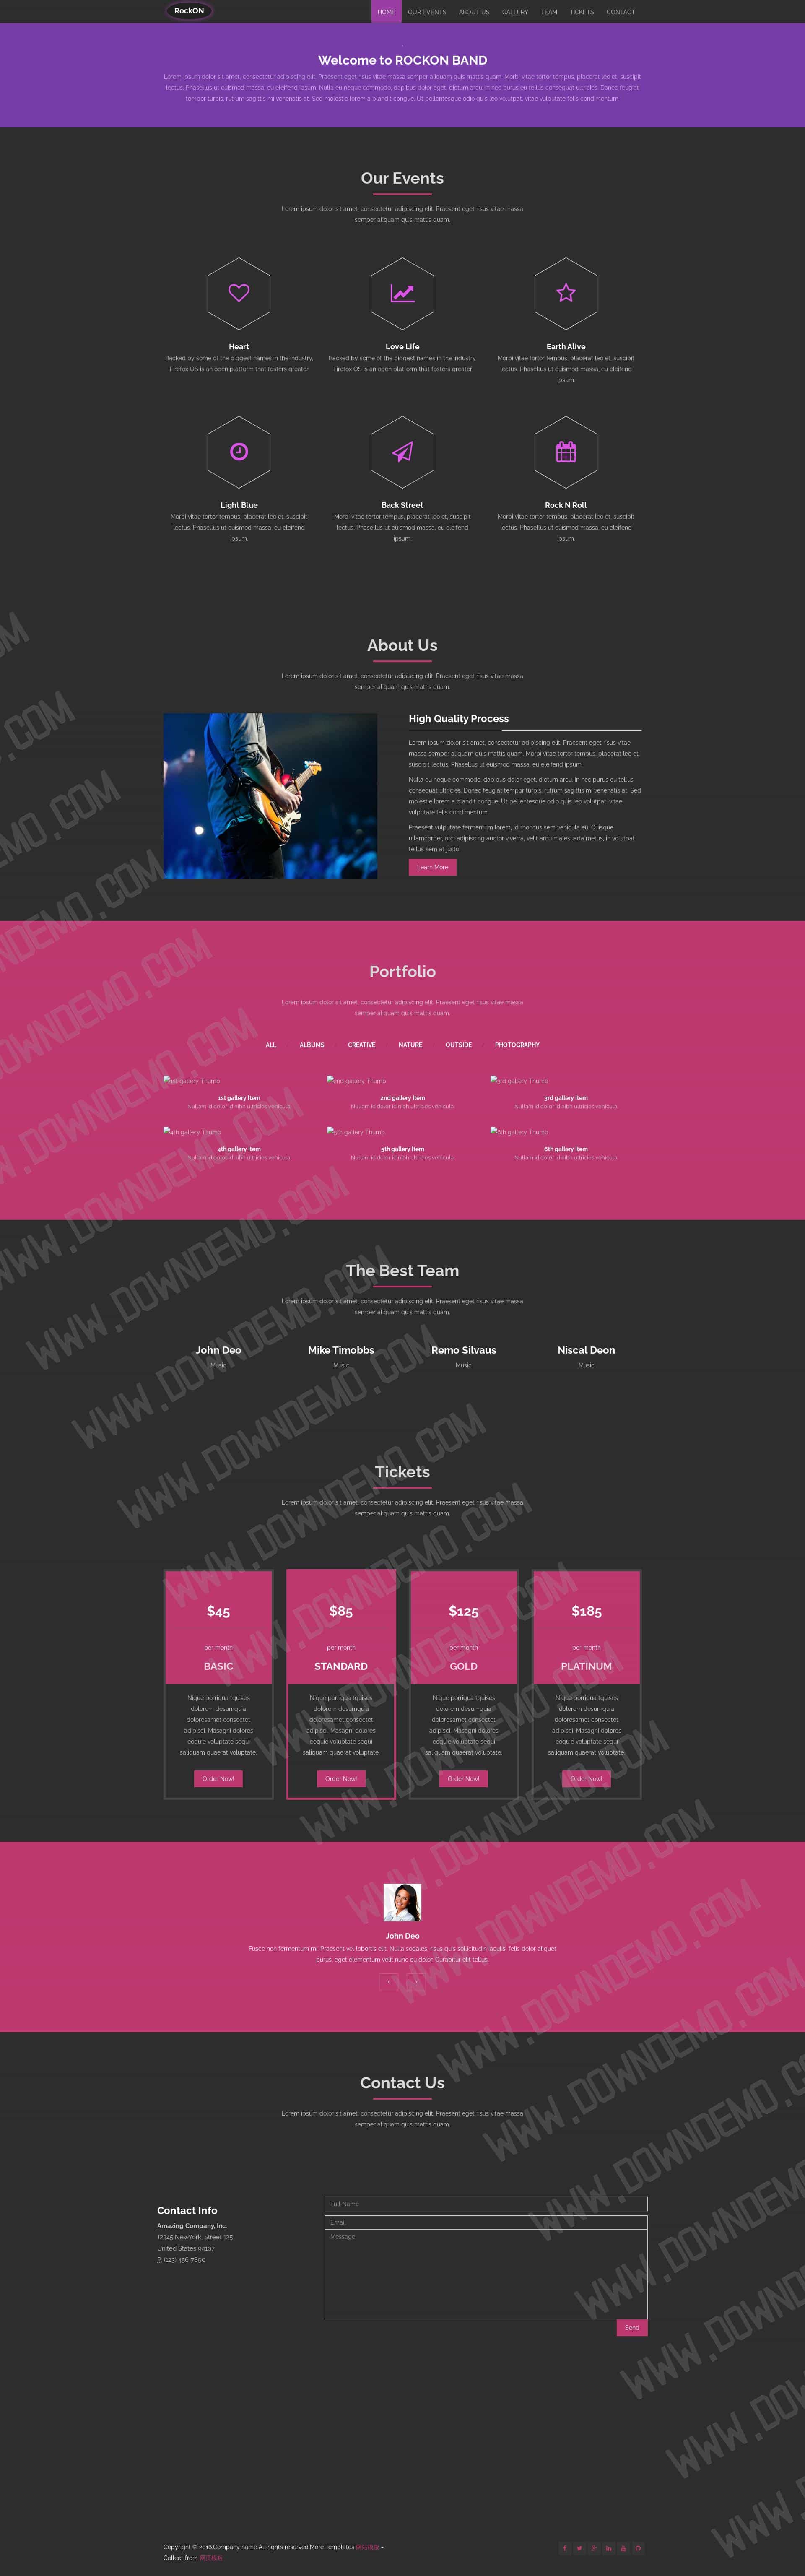 RockON
HOME OUR EVENTS ABOUT US GALLERY TEAM TICKETS CONTACT
Welcome to ROCKON BAND
Lorem ipsum dolor sit amet, consectetur adipiscing elit. Praesent eget risus vitae massa semper aliquam quis mattis quam. Morbi vitae tortor tempus, placerat leo et, suscipit
lectus. Phasellus ut euismod massa, eu eleifend ipsum. Nulla eu neque commodo, dapibus dolor eget, dictum arcu. In nec purus eu tellus consequat ultricies. Donec feugiat
tempor turpis, rutrum sagittis mi venenatis at. Sed molestie lorem a blandit congue. Ut pellentesque odio quis leo volutpat, vitae vulputate felis condimentum.
Our Events
Lorem ipsum dolor sit amet, consectetur adipiscing elit. Praesent eget risus vitae massa
semper aliquam quis mattis quam
Heart
Backed by some of the biggest names in the industry,
Firefox OS is an open platform that fosters greater
Love Life
Backed by some of the biggest names in the industry,
Firefox OS is an open platform that fosters greater
Earth Alive
Morbi vitae tortor tempus, placerat leo et, suscipit
lectus. Phasellus ut euismod massa, eu eleifend
ipsum.
Light Blue
Morbi vitae tortor tempus, placerat leo et, suscipit
lectus. Phasellus ut euismod massa, eu eleifend
ipsum.
Back Street
Morbi vitae tortor tempus, placerat leo et, suscipit
lectus. Phasellus ut euismod massa, eu eleifend
ipsum.
Rock N Roll
Morbi vitae tortor tempus, placerat leo et, suscipit
lectus. Phasellus ut euismod massa, eu eleifend
ipsum.
About Us
Lorem ipsum dolor sit amet, consectetur adipiscing elit. Praesent eget risus vitae massa
semper aliquam quis mattis quam.
High Quality Process
Lorem ipsum dolor sit amet, consectetur adipiscing elit. Praesent eget risus vitae
massa semper aliquam quis mattis quam. Morbi vitae tortor tempus, placerat leo et,
suscipit lectus. Phasellus ut euismod massa, eu eleifend ipsum.
Nulla eu neque commodo, dapibus dolor eget, dictum arcu. In nec purus eu tellus
consequat ultricies. Donec feugiat tempor turpis, rutrum sagittis mi venenatis at. Sed
molestie lorem a blandit congue. Ut pellentesque odio quis leo volutpat, vitae
vulputate felis condimentum.
Praesent vulputate fermentum lorem, id rhoncus sem vehicula eu. Quisque
ullamcorper, orci adipiscing auctor viverra, velit arcu malesuada metus, in volutpat
tellus sem at justo.
Learn More
Portfolio
Lorem ipsum dolor sit amet, consectetur adipiscing elit. Praesent eget risus vitae massa
semper aliquam quis mattis quam.
ALL ALBUMS CREATIVE NATURE OUTSIDE PHOTOGRAPHY
1st gallery Thumb 2nd gallery Thumb 3rd gallery Thumb
1st gallery Item 2nd gallery Item 3rd gallery Item
Nullam id dolor id nibh ultricies vehicula. Nullam id dolor id nibh ultricies vehicula. Nullam id dolor id nibh ultricies vehicula.
4th gallery Thumb 5th gallery Thumb 6th gallery Thumb
4th gallery Item 5th gallery Item 6th gallery Item
Nullam id dolor id nibh ultricies vehicula. Nullam id dolor id nibh ultricies vehicula. Nullam id dolor id nibh ultricies vehicula.
The Best Team
Lorem ipsum dolor sit amet, consectetur adipiscing elit. Praesent eget risus vitae massa
semper aliquam quis mattis quam.
John Deo Mike Timobbs Remo Silvaus Niscal Deon
Music Music Music Music
Tickets
Lorem ipsum dolor sit amet, consectetur adipiscing elit. Praesent eget risus vitae massa
semper aliquam quis mattis quam
$45 $85 $125 $185
per month per month per month per month
BASIC STANDARD GOLD PLATINUM
Nique porriqua tquises Nique porriqua tquises Nique porriqua tquises Nique porriqua tquises
dolorem desumquia dolorem desumquia dolorem desumquia dolorem desumquia
doloresamet consectet doloresamet consectet doloresamet consectet doloresamet consectet
adipisci. Masagni dolores adipisci. Masagni dolores adipisci. Masagni dolores adipisci. Masagni dolores
eoquie voluptate sequi eoquie voluptate sequi eoquie voluptate sequi eoquie voluptate sequi
saliquam quaerat voluptate. saliquam quaerat voluptate. saliquam quaerat voluptate. saliquam quaerat voluptate.
Order Now! Order Now! Order Now! Order Now!
John Deo
Fusce non fermentum mi. Praesent vel lobortis elit. Nulla sodales, risus quis sollicitudin iaculis, felis dolor aliquet
purus, eget elementum velit nunc eu dolor. Curabitur elit tellus.
Contact Us
Lorem ipsum dolor sit amet, consectetur adipiscing elit. Praesent eget risus vitae massa
semper aliquam quis mattis quam.
Contact Info
Amazing Company, Inc.
12345 NewYork, Street 125
United States 94107
P: (123) 456-7890
Full Name
Email
Message
Send
Copyright © 2016.Company name All rights reserved.More Templates 网站模板 -
Collect from 网页模板
WWW.DOWNDEMO.COM